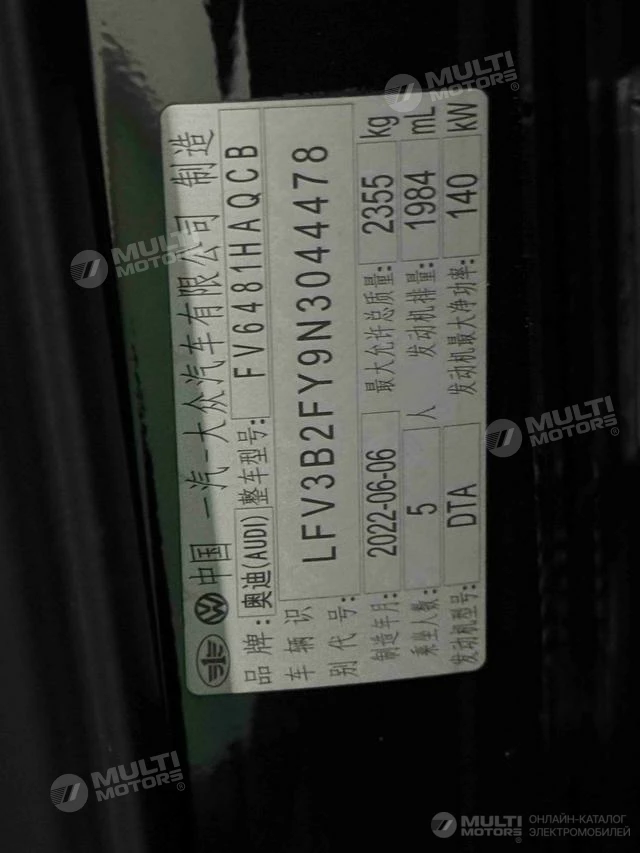 中国 一汽-大众汽车有限公司 制造
品牌: 奥迪(AUDI) 整车型号: FV6481HAQCB
车辆识别代号: LFV3B2FY9N3044478
制造年月: 2022-06-06 最大允许总质量: 2355 kg
乘坐人数: 5 人 发动机排量: 1984 mL
发动机型号: DTA 发动机最大净功率: 140 kW
MULTI MOTORS®
MULTI MOTORS®
MULTI MOTORS®
MULTI MOTORS®
MULTI MOTORS® ОНЛАЙН-КАТАЛОГ ЭЛЕКТРОМОБИЛЕЙ